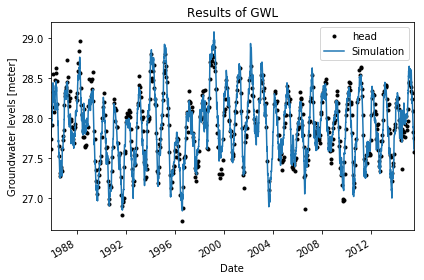 Results of GWL
head
Simulation
Groundwater levels [meter]
29.0
28.5
28.0
27.5
27.0
1988
1992
1996
2000
2004
2008
2012
Date